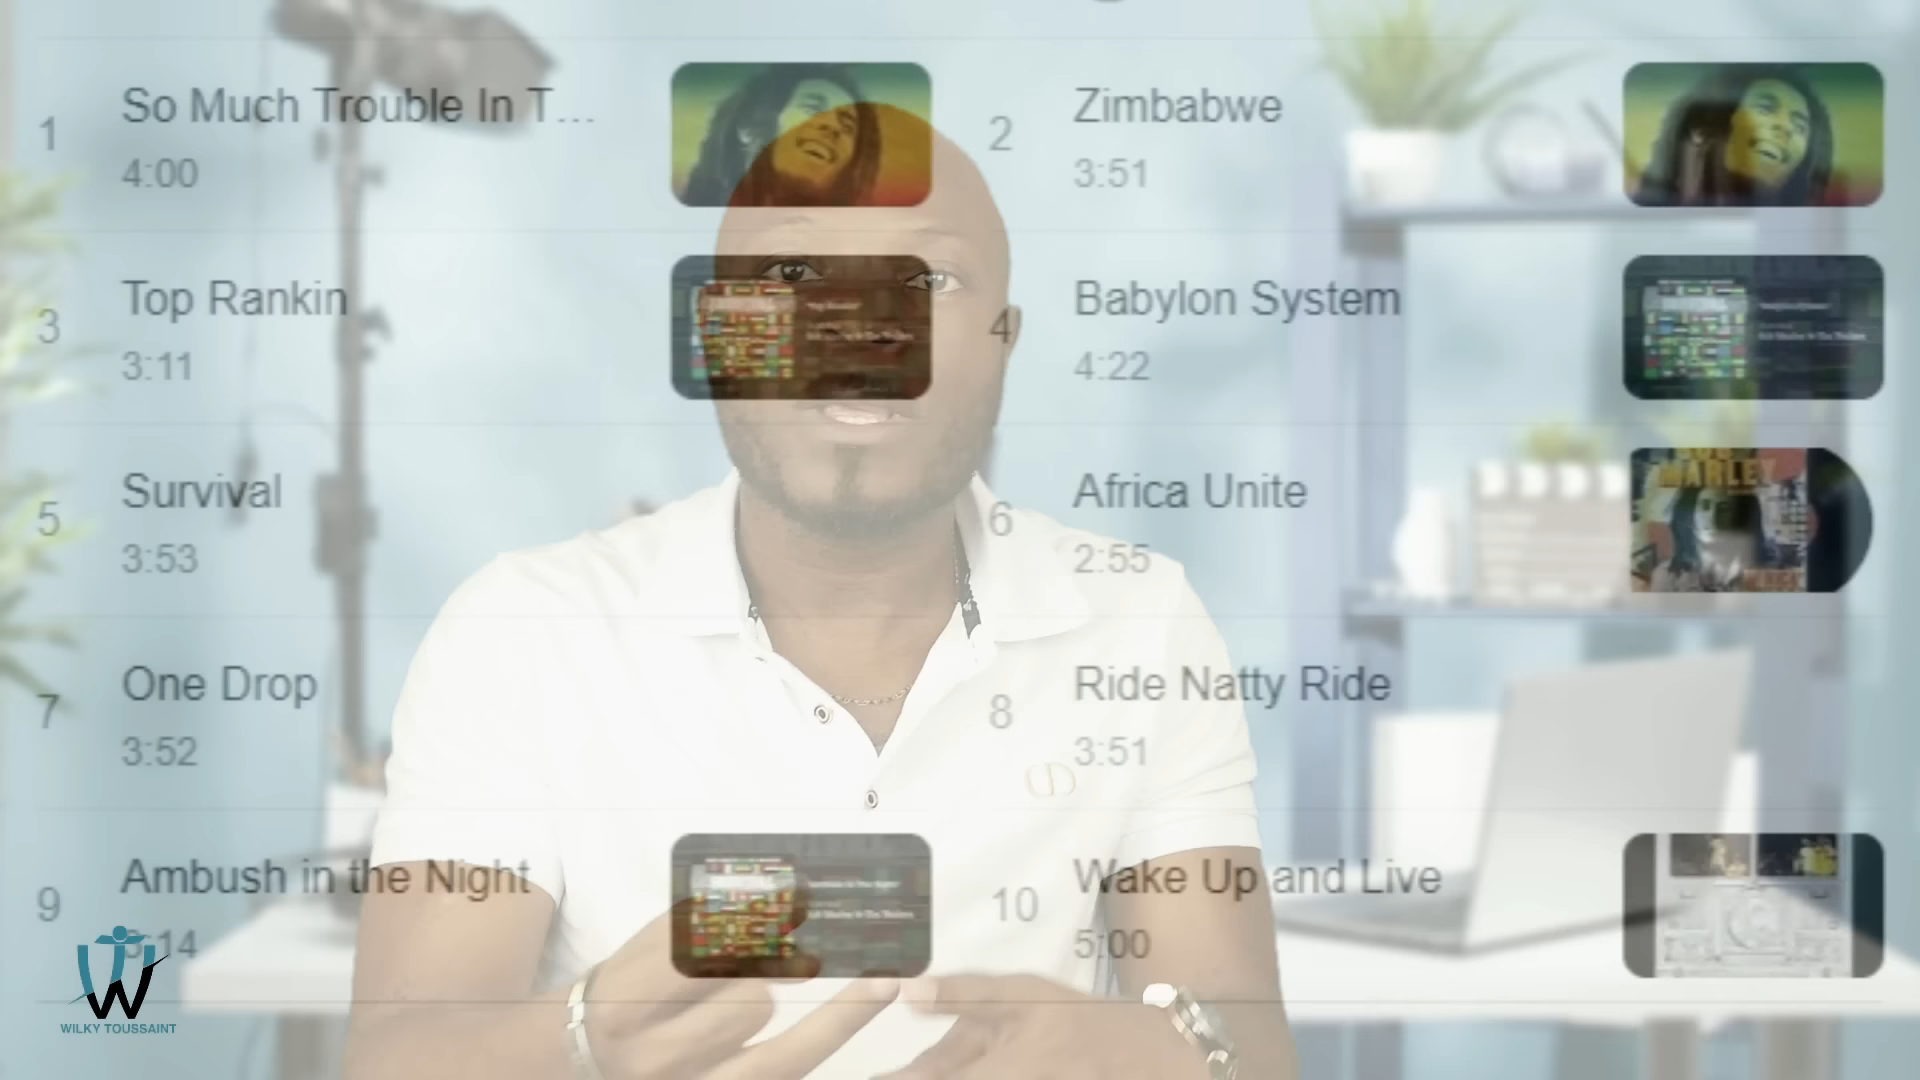 1
So Much Trouble In T...
4:00
2
Zimbabwe
3:51
3
Top Rankin
3:11
4
Babylon System
4:22
5
Survival
3:53
6
Africa Unite
2:55
MARLEY
7
One Drop
3:52
8
Ride Natty Ride
3:51
9
Ambush in the Night
3:14
10
Wake Up and Live
5:00
W
WILKY TOUSSAINT